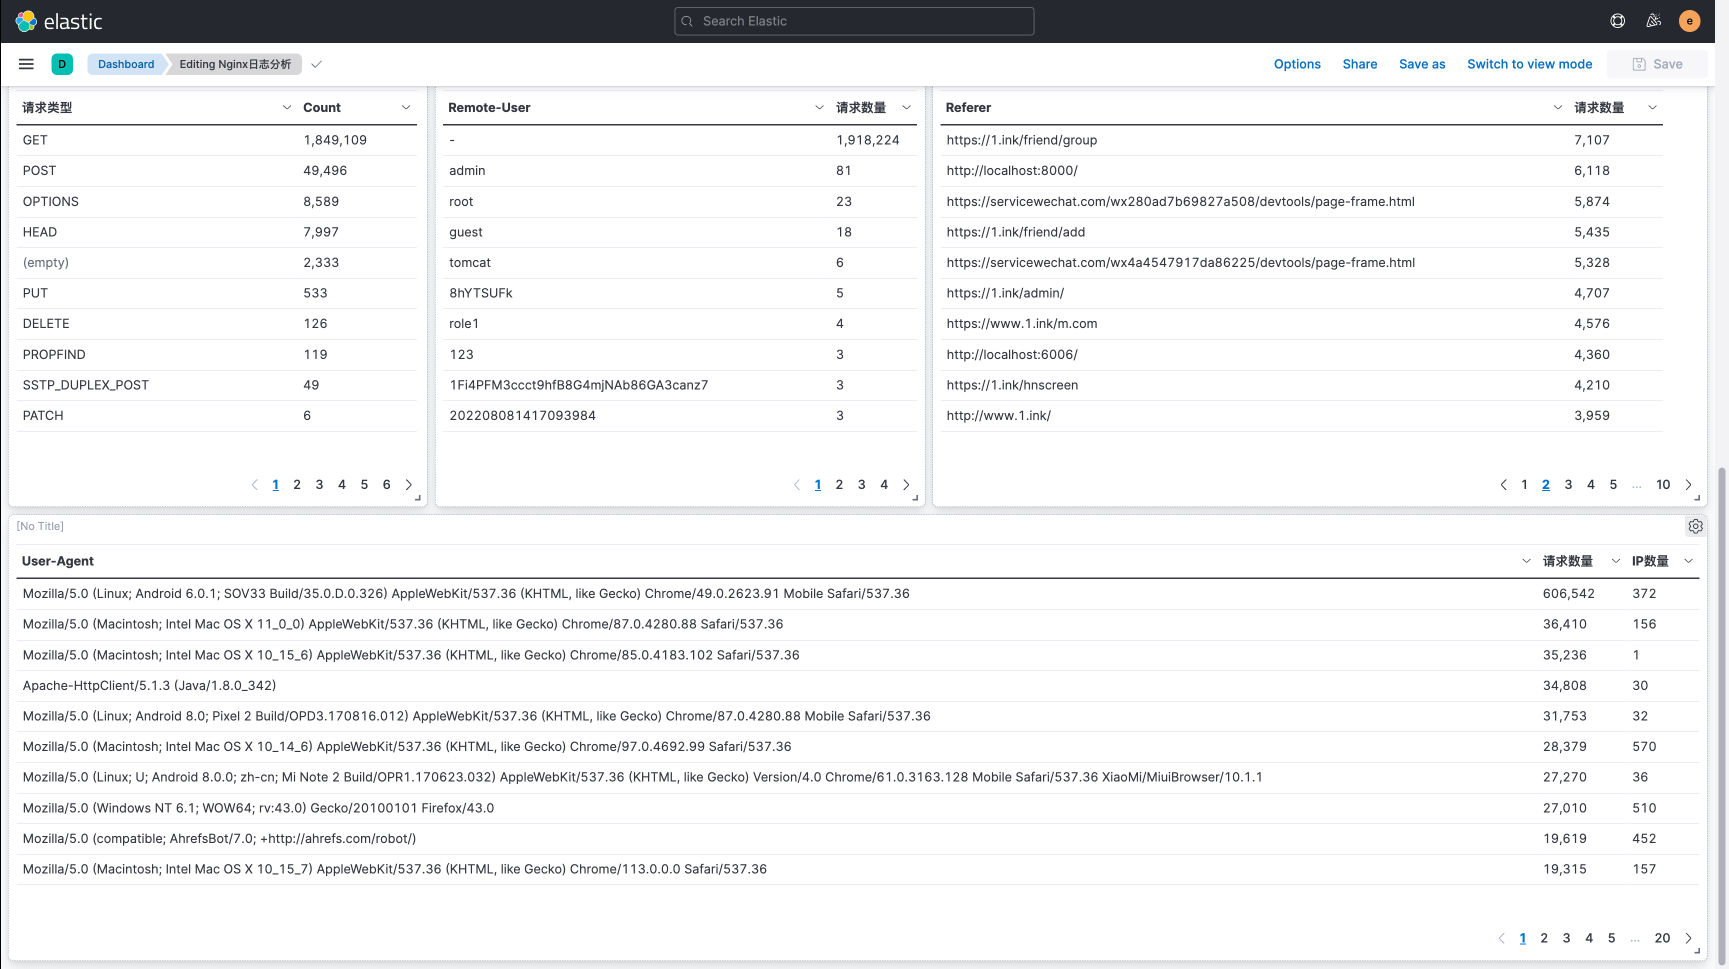 elastic
Search Elastic
e
D
Dashboard
Editing Nginx日志分析
Options
Share
Save as
Switch to view mode
Save
请求类型 Count
GET 1,849,109
POST 49,496
OPTIONS 8,589
HEAD 7,997
(empty) 2,333
PUT 533
DELETE 126
PROPFIND 119
SSTP_DUPLEX_POST 49
PATCH 6
1 2 3 4 5 6
Remote-User 请求数量
- 1,918,224
admin 81
root 23
guest 18
tomcat 6
8hYTSUFk 5
role1 4
123 3
1Fi4PFM3ccct9hfB8G4mjNAb86GA3canz7 3
202208081417093984 3
1 2 3 4
Referer 请求数量
https://1.ink/friend/group 7,107
http://localhost:8000/ 6,118
https://servicewechat.com/wx280ad7b69827a508/devtools/page-frame.html 5,874
https://1.ink/friend/add 5,435
https://servicewechat.com/wx4a4547917da86225/devtools/page-frame.html 5,328
https://1.ink/admin/ 4,707
https://www.1.ink/m.com 4,576
http://localhost:6006/ 4,360
https://1.ink/hnscreen 4,210
http://www.1.ink/ 3,959
1 2 3 4 5 ... 10
[No Title]
User-Agent 请求数量 IP数量
Mozilla/5.0 (Linux; Android 6.0.1; SOV33 Build/35.0.D.0.326) AppleWebKit/537.36 (KHTML, like Gecko) Chrome/49.0.2623.91 Mobile Safari/537.36 606,542 372
Mozilla/5.0 (Macintosh; Intel Mac OS X 11_0_0) AppleWebKit/537.36 (KHTML, like Gecko) Chrome/87.0.4280.88 Safari/537.36 36,410 156
Mozilla/5.0 (Macintosh; Intel Mac OS X 10_15_6) AppleWebKit/537.36 (KHTML, like Gecko) Chrome/85.0.4183.102 Safari/537.36 35,236 1
Apache-HttpClient/5.1.3 (Java/1.8.0_342) 34,808 30
Mozilla/5.0 (Linux; Android 8.0; Pixel 2 Build/OPD3.170816.012) AppleWebKit/537.36 (KHTML, like Gecko) Chrome/87.0.4280.88 Mobile Safari/537.36 31,753 32
Mozilla/5.0 (Macintosh; Intel Mac OS X 10_14_6) AppleWebKit/537.36 (KHTML, like Gecko) Chrome/97.0.4692.99 Safari/537.36 28,379 570
Mozilla/5.0 (Linux; U; Android 8.0.0; zh-cn; Mi Note 2 Build/OPR1.170623.032) AppleWebKit/537.36 (KHTML, like Gecko) Version/4.0 Chrome/61.0.3163.128 Mobile Safari/537.36 XiaoMi/MiuiBrowser/10.1.1 27,270 36
Mozilla/5.0 (Windows NT 6.1; WOW64; rv:43.0) Gecko/20100101 Firefox/43.0 27,010 510
Mozilla/5.0 (compatible; AhrefsBot/7.0; +http://ahrefs.com/robot/) 19,619 452
Mozilla/5.0 (Macintosh; Intel Mac OS X 10_15_7) AppleWebKit/537.36 (KHTML, like Gecko) Chrome/113.0.0.0 Safari/537.36 19,315 157
1 2 3 4 5 ... 20